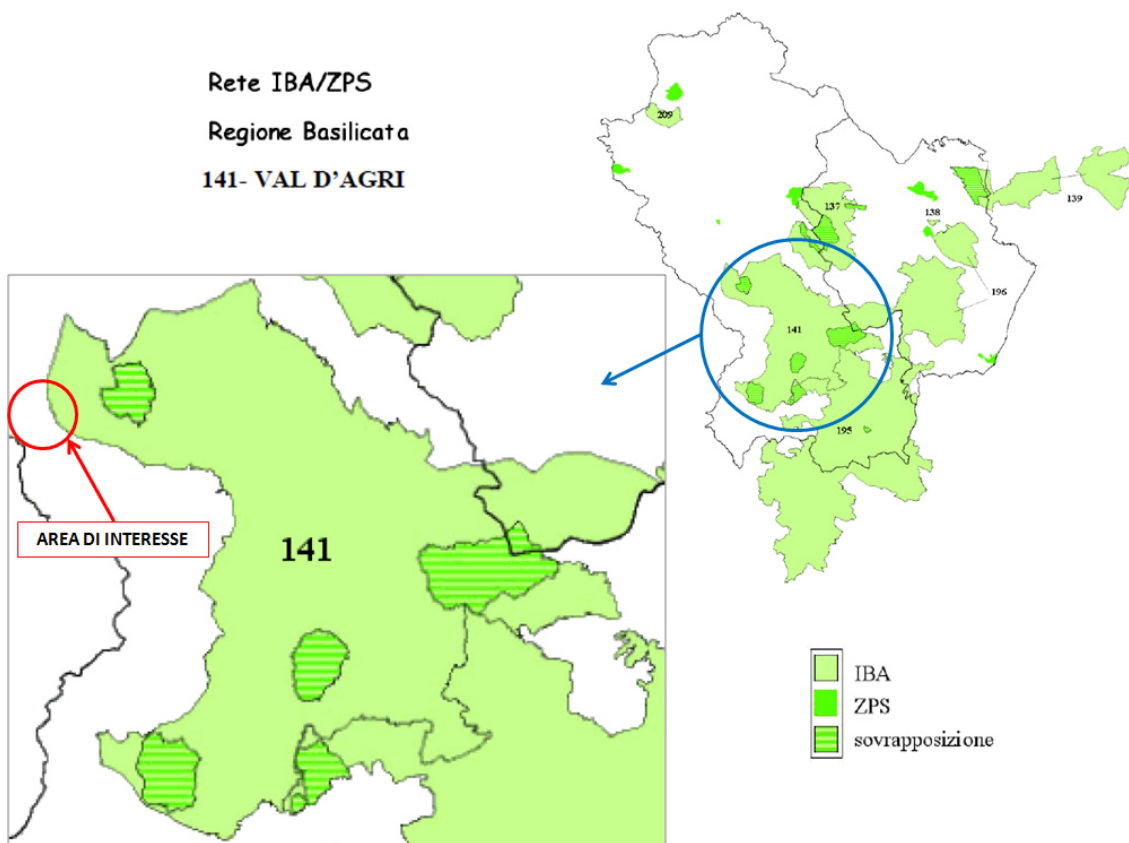 Rete IBA/ZPS
Regione Basilicata
141- VAL D'AGRI
209
137
138
139
196
141
195
AREA DI INTERESSE
141
IBA
ZPS
sovrapposizione